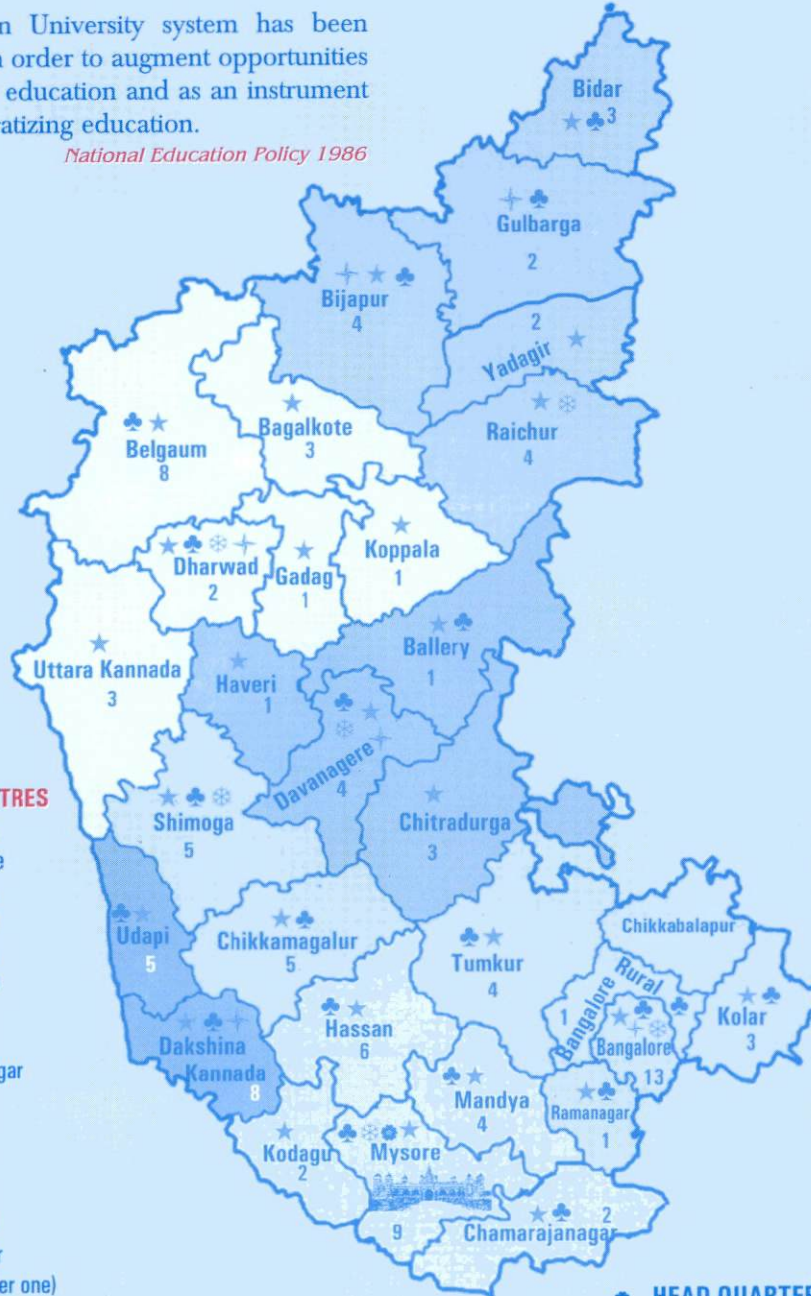 n University system has been
n order to augment opportunities
education and as an instrument
atizing education.
National Education Policy 1986
Bidar
3
Gulbarga
2
Bijapur
4
2
Yadagir
Raichur
4
Bagalkote
3
Belgaum
8
Dharwad
2
Gadag
1
Koppala
1
Ballery
1
Uttara Kannada
3
Haveri
1
Davanagere
4
Chitradurga
3
TRES
Shimoga
5
e
Udapi
5
Chikkamagalur
5
Tumkur
4
Chikkabalapur
Bangalore Rural
1
Kolar
3
Bangalore
13
Hassan
6
Dakshina
Kannada
8
gar
Mandya
4
Ramanagar
1
Kodagu
2
Mysore
9
Chamarajanagar
2
r
er one)
HEAD QUARTER